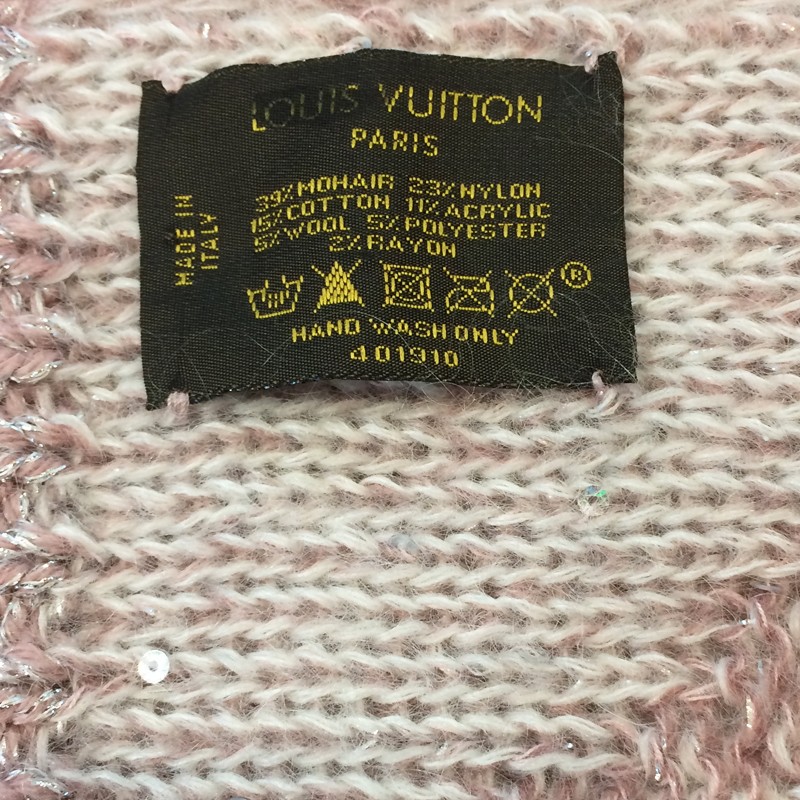 LOUIS VUITTON
PARIS
MADE IN
ITALY
39%MOHAIR 23%NYLON
15%COTTON 11%ACRYLIC
5%WOOL 5%POLYESTER
2%RAYON
®
HAND WASH ONLY
401910